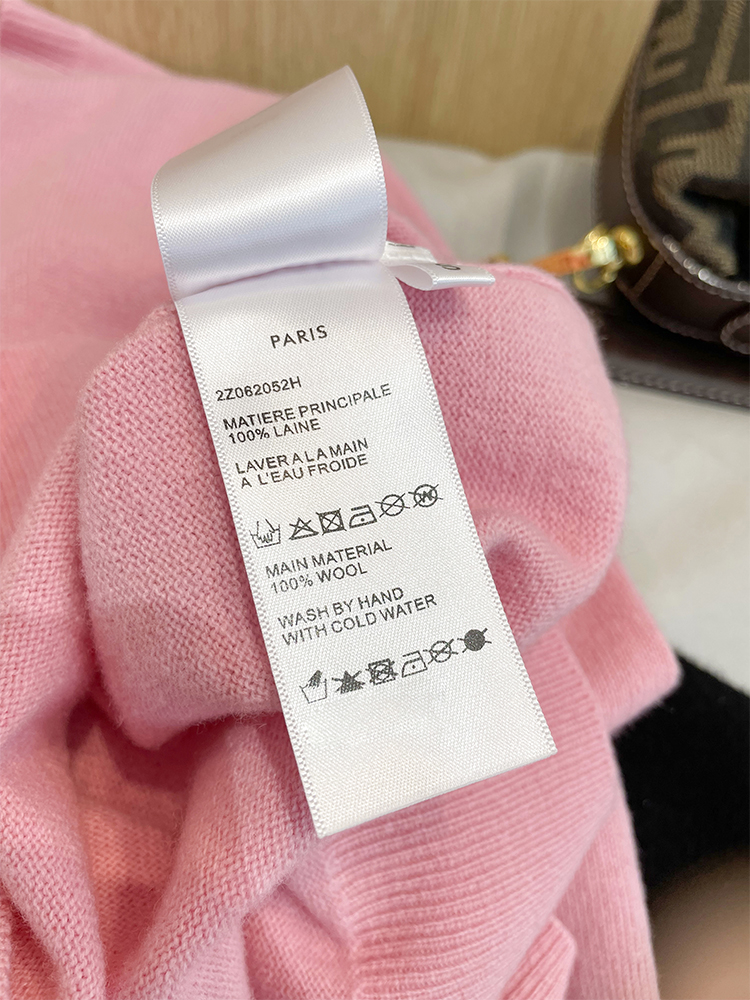 PARIS
2Z062052H
MATIERE PRINCIPALE
100% LAINE
LAVER A LA MAIN
A L'EAU FROIDE
MAIN MATERIAL
100% WOOL
WASH BY HAND
WITH COLD WATER